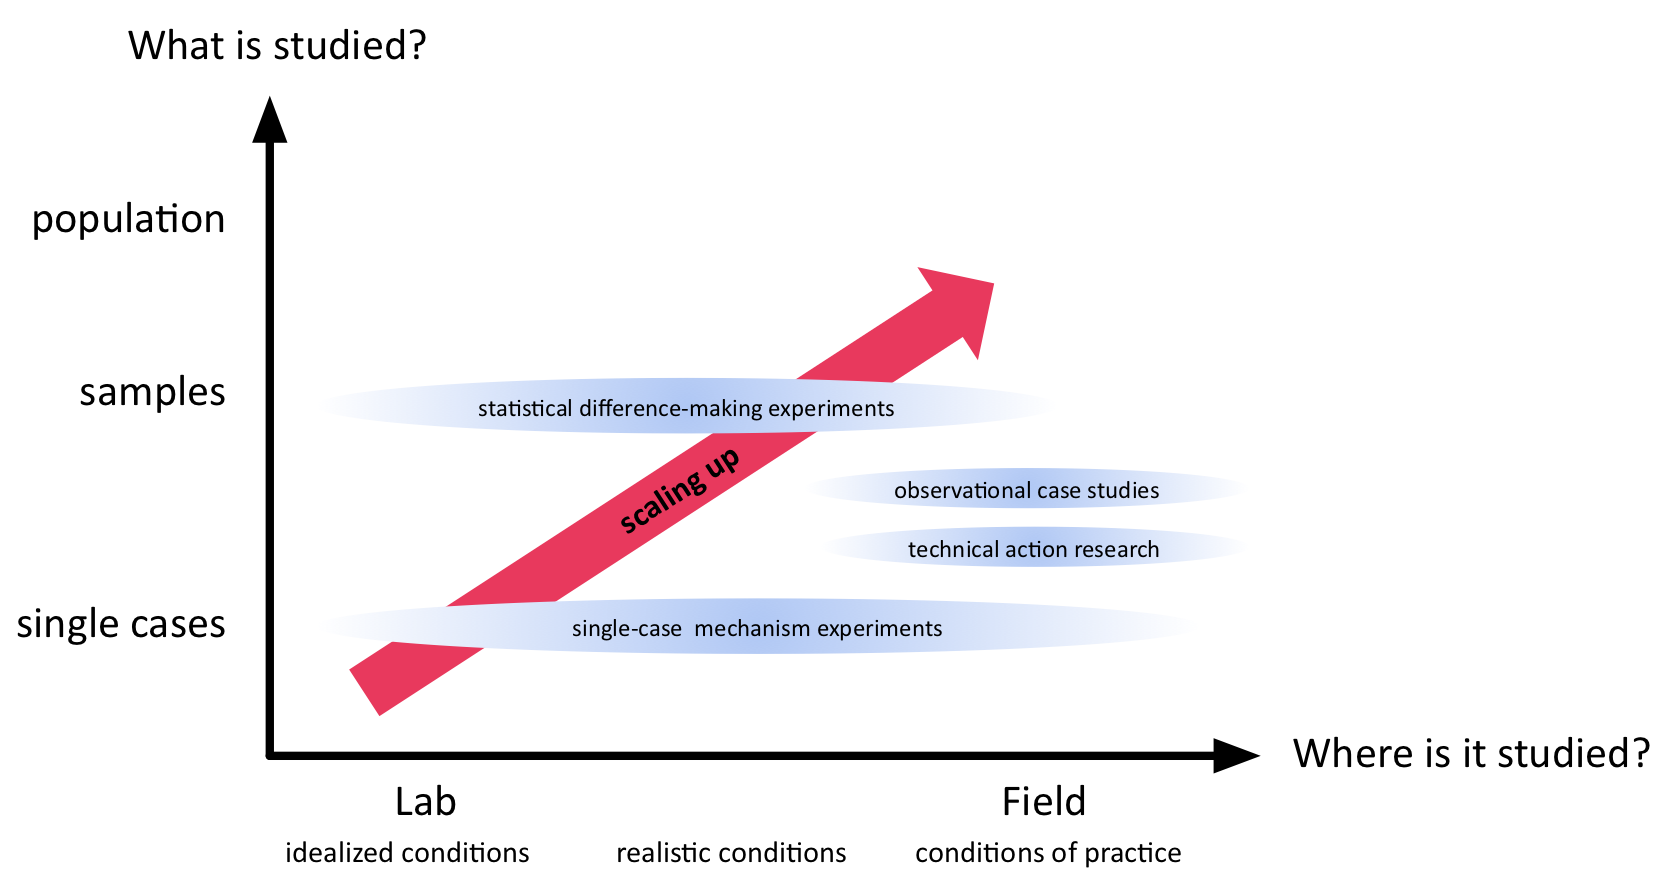 What is studied?
population
samples
statistical difference-making experiments
scaling up
observational case studies
technical action research
single cases
single-case mechanism experiments
Where is it studied?
Lab
Field
idealized conditions
realistic conditions
conditions of practice